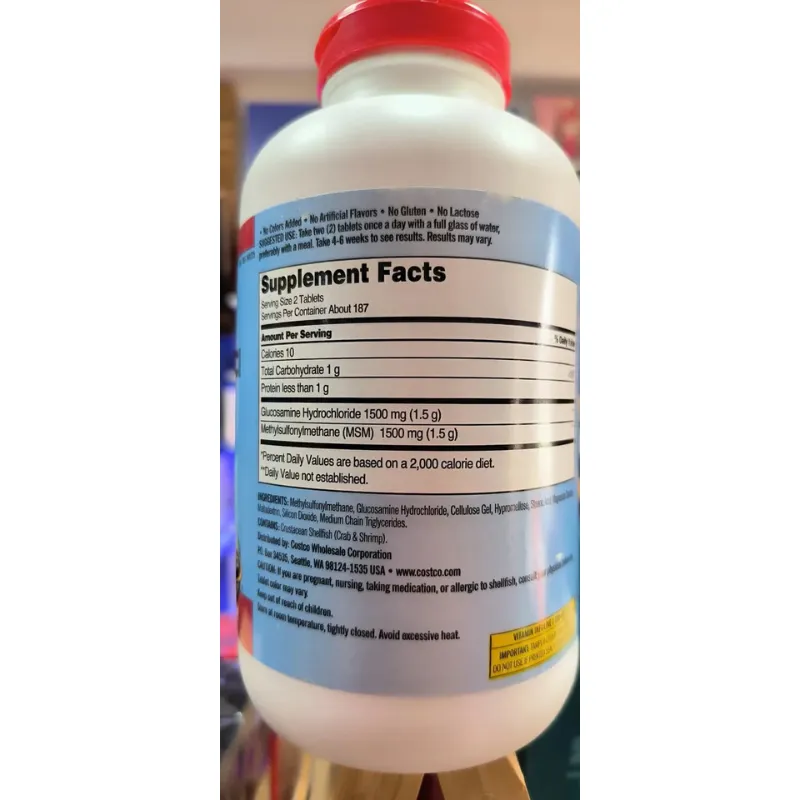 • No Colors Added • No Artificial Flavors • No Gluten • No Lactose
SUGGESTED USE: Take two (2) tablets once a day with a full glass of water,
preferably with a meal. Take 4-6 weeks to see results. Results may vary.
Supplement Facts
Serving Size 2 Tablets
Servings Per Container About 187
Amount Per Serving % Daily
Calories 10
Total Carbohydrate 1 g
Protein less than 1 g
Glucosamine Hydrochloride 1500 mg (1.5 g)
Methylsulfonylmethane (MSM) 1500 mg (1.5 g)
*Percent Daily Values are based on a 2,000 calorie diet.
**Daily Value not established.
INGREDIENTS: Methylsulfonylmethane, Glucosamine Hydrochloride, Cellulose Gel, Hypromellose,
Maltodextrin, Silicon Dioxide, Medium Chain Triglycerides.
CONTAINS: Crustacean Shellfish (Crab & Shrimp).
Distributed by: Costco Wholesale Corporation
P.O. Box 34535, Seattle, WA 98124-1535 USA • www.costco.com
CAUTION: If you are pregnant, nursing, taking medication, or allergic to shellfish, consult
Tablet color may vary.
Keep out of reach of children.
Store at room temperature, tightly closed. Avoid excessive heat.
VITAMIN
IMPORTANT:
DO NOT USE IF PRINTED